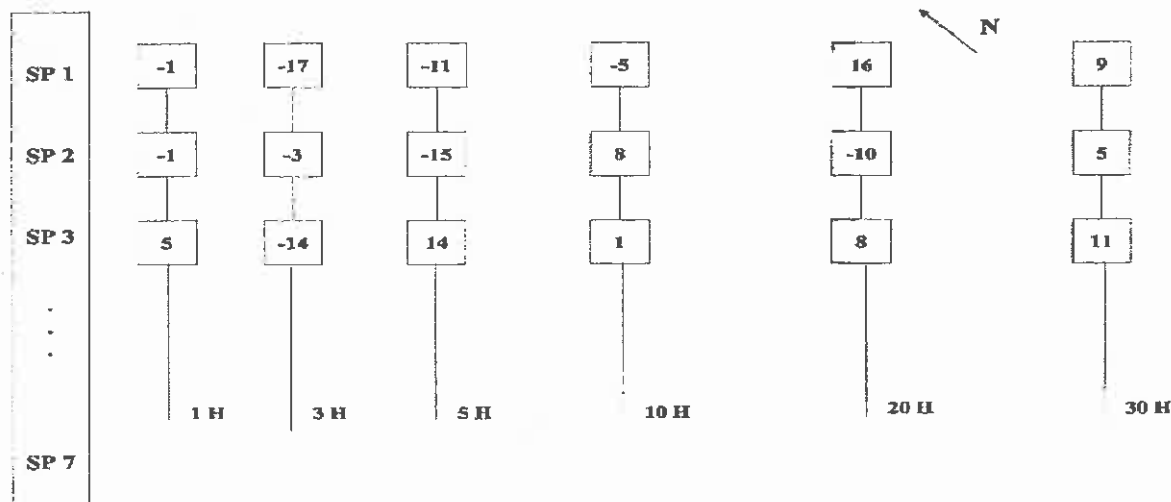 N
SP 1 -1 -17 -11 -5 16 9
SP 2 -1 -3 -15 8 -10 5
SP 3 5 -14 14 1 8 11
1 H 3 H 5 H 10 H 20 H 30 H
SP 7